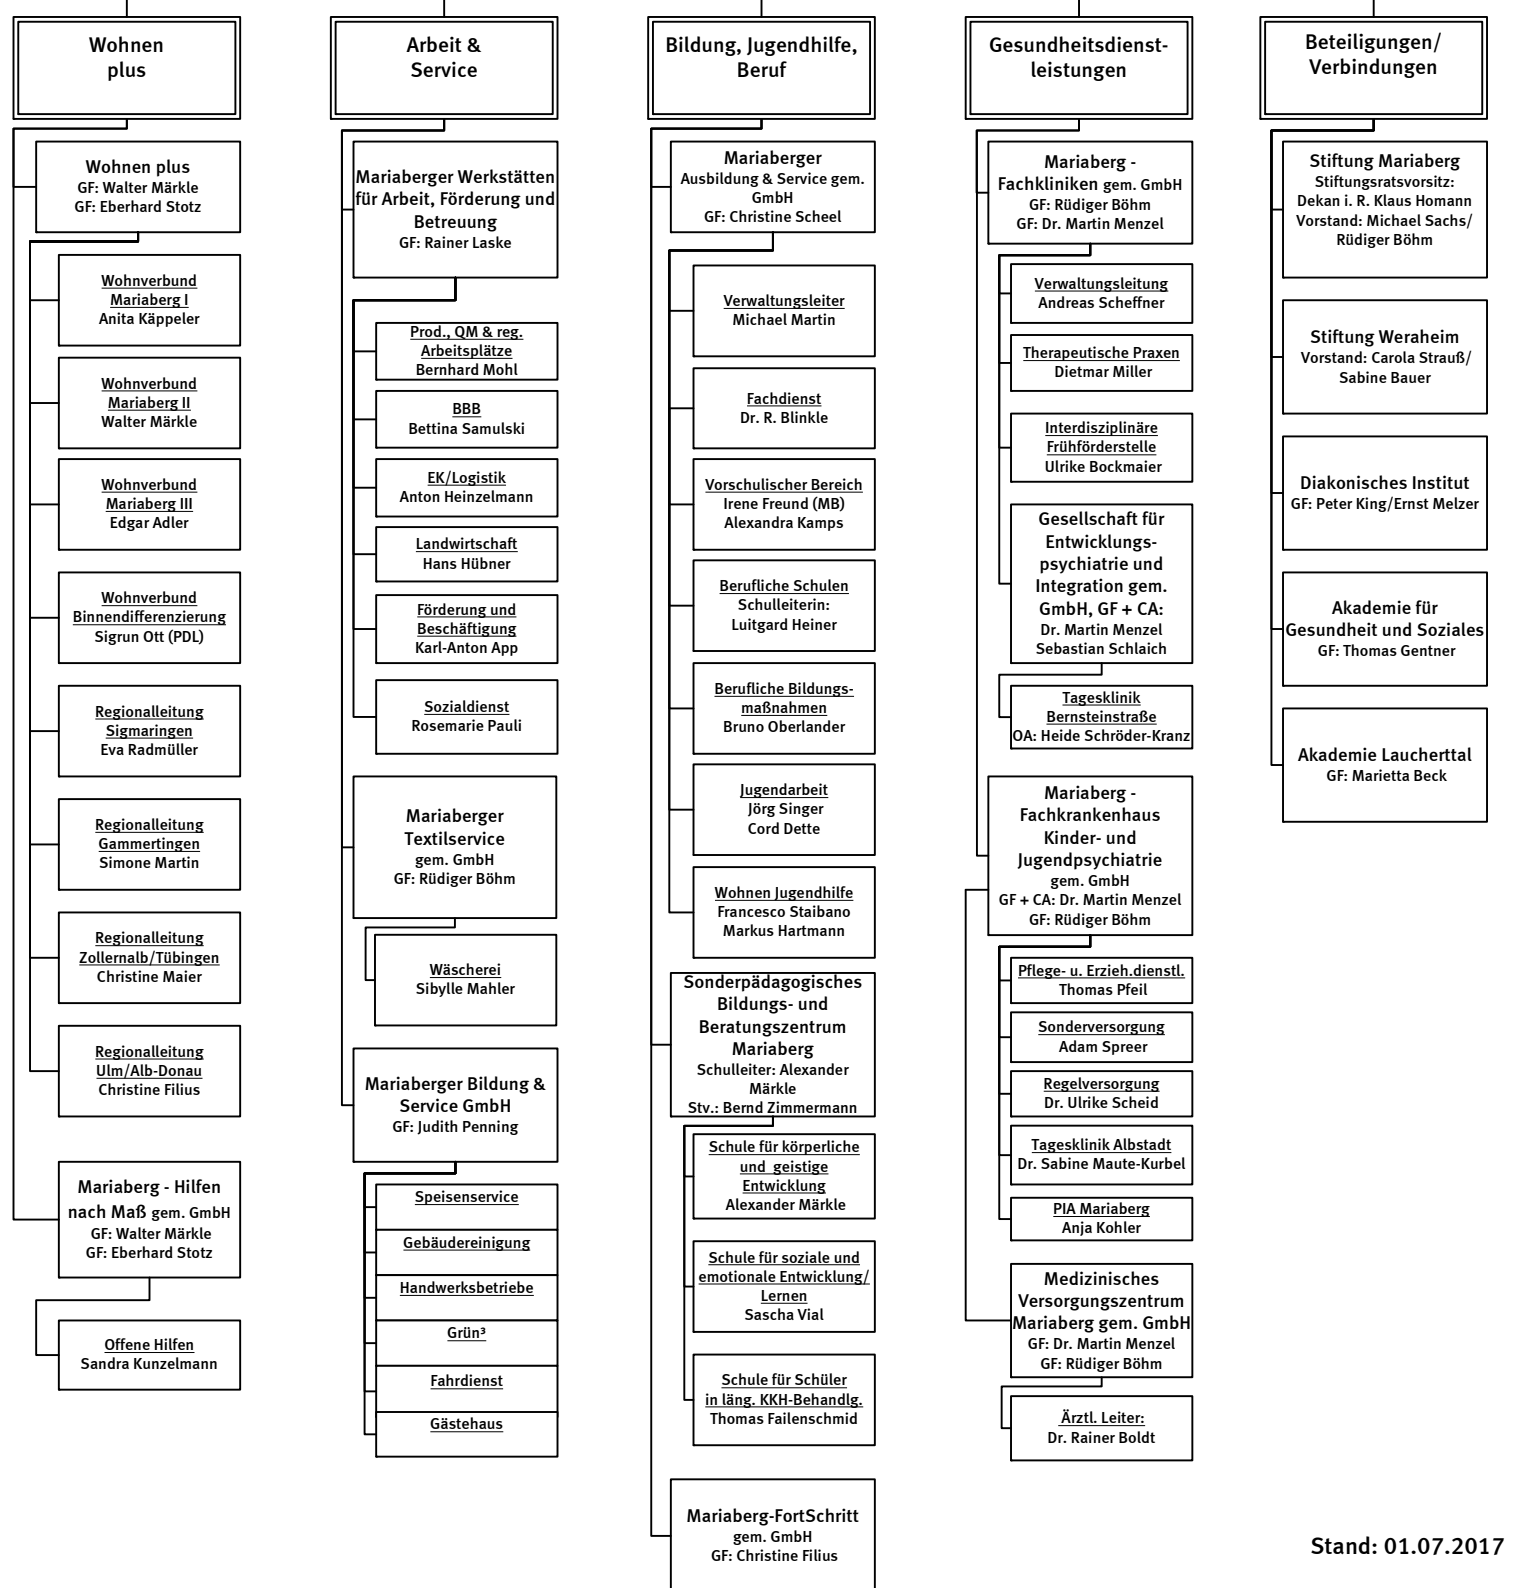 Wohnen
plus
Wohnen plus
GF: Walter Märkle
GF: Eberhard Stotz
Wohnverbund
Mariaberg I
Anita Käppeler
Wohnverbund
Mariaberg II
Walter Märkle
Wohnverbund
Mariaberg III
Edgar Adler
Wohnverbund
Binnendifferenzierung
Sigrun Ott (PDL)
Regionalleitung
Sigmaringen
Eva Radmüller
Regionalleitung
Gammertingen
Simone Martin
Regionalleitung
Zollernalb/Tübingen
Christine Maier
Regionalleitung
Ulm/Alb-Donau
Christine Filius
Mariaberg - Hilfen
nach Maß gem. GmbH
GF: Walter Märkle
GF: Eberhard Stotz
Offene Hilfen
Sandra Kunzelmann
Arbeit &
Service
Mariaberger Werkstätten
für Arbeit, Förderung und
Betreuung
GF: Rainer Laske
Prod., QM & reg.
Arbeitsplätze
Bernhard Mohl
BBB
Bettina Samulski
EK/Logistik
Anton Heinzelmann
Landwirtschaft
Hans Hübner
Förderung und
Beschäftigung
Karl-Anton App
Sozialdienst
Rosemarie Pauli
Mariaberger
Textilservice
gem. GmbH
GF: Rüdiger Böhm
Wäscherei
Sibylle Mahler
Mariaberger Bildung &
Service GmbH
GF: Judith Penning
Speisenservice
Gebäudereinigung
Handwerksbetriebe
Grün³
Fahrdienst
Gästehaus
Bildung, Jugendhilfe,
Beruf
Mariaberger
Ausbildung & Service gem.
GmbH
GF: Christine Scheel
Verwaltungsleiter
Michael Martin
Fachdienst
Dr. R. Blinkle
Vorschulischer Bereich
Irene Freund (MB)
Alexandra Kamps
Berufliche Schulen
Schulleiterin:
Luitgard Heiner
Berufliche Bildungs-
maßnahmen
Bruno Oberlander
Jugendarbeit
Jörg Singer
Cord Dette
Wohnen Jugendhilfe
Francesco Staibano
Markus Hartmann
Sonderpädagogisches
Bildungs- und
Beratungszentrum
Mariaberg
Schulleiter: Alexander
Märkle
Stv.: Bernd Zimmermann
Schule für körperliche
und geistige
Entwicklung
Alexander Märkle
Schule für soziale und
emotionale Entwicklung/
Lernen
Sascha Vial
Schule für Schüler
in läng. KKH-Behandlg.
Thomas Failenschmid
Mariaberg-FortSchritt
gem. GmbH
GF: Christine Filius
Gesundheitsdienst-
leistungen
Mariaberg -
Fachkliniken gem. GmbH
GF: Rüdiger Böhm
GF: Dr. Martin Menzel
Verwaltungsleitung
Andreas Scheffner
Therapeutische Praxen
Dietmar Miller
Interdisziplinäre
Frühförderstelle
Ulrike Bockmaier
Gesellschaft für
Entwicklungs-
psychiatrie und
Integration gem.
GmbH, GF + CA:
Dr. Martin Menzel
Sebastian Schlaich
Tagesklinik
Bernsteinstraße
OA: Heide Schröder-Kranz
Mariaberg -
Fachkrankenhaus
Kinder- und
Jugendpsychiatrie
gem. GmbH
GF + CA: Dr. Martin Menzel
GF: Rüdiger Böhm
Pflege- u. Erzieh.dienstl.
Thomas Pfeil
Sonderversorgung
Adam Spreer
Regelversorgung
Dr. Ulrike Scheid
Tagesklinik Albstadt
Dr. Sabine Maute-Kurbel
PIA Mariaberg
Anja Kohler
Medizinisches
Versorgungszentrum
Mariaberg gem. GmbH
GF: Dr. Martin Menzel
GF: Rüdiger Böhm
Ärztl. Leiter:
Dr. Rainer Boldt
Beteiligungen/
Verbindungen
Stiftung Mariaberg
Stiftungsratsvorsitz:
Dekan i. R. Klaus Homann
Vorstand: Michael Sachs/
Rüdiger Böhm
Stiftung Weraheim
Vorstand: Carola Strauß/
Sabine Bauer
Diakonisches Institut
GF: Peter King/Ernst Melzer
Akademie für
Gesundheit und Soziales
GF: Thomas Gentner
Akademie Laucherttal
GF: Marietta Beck
Stand: 01.07.2017